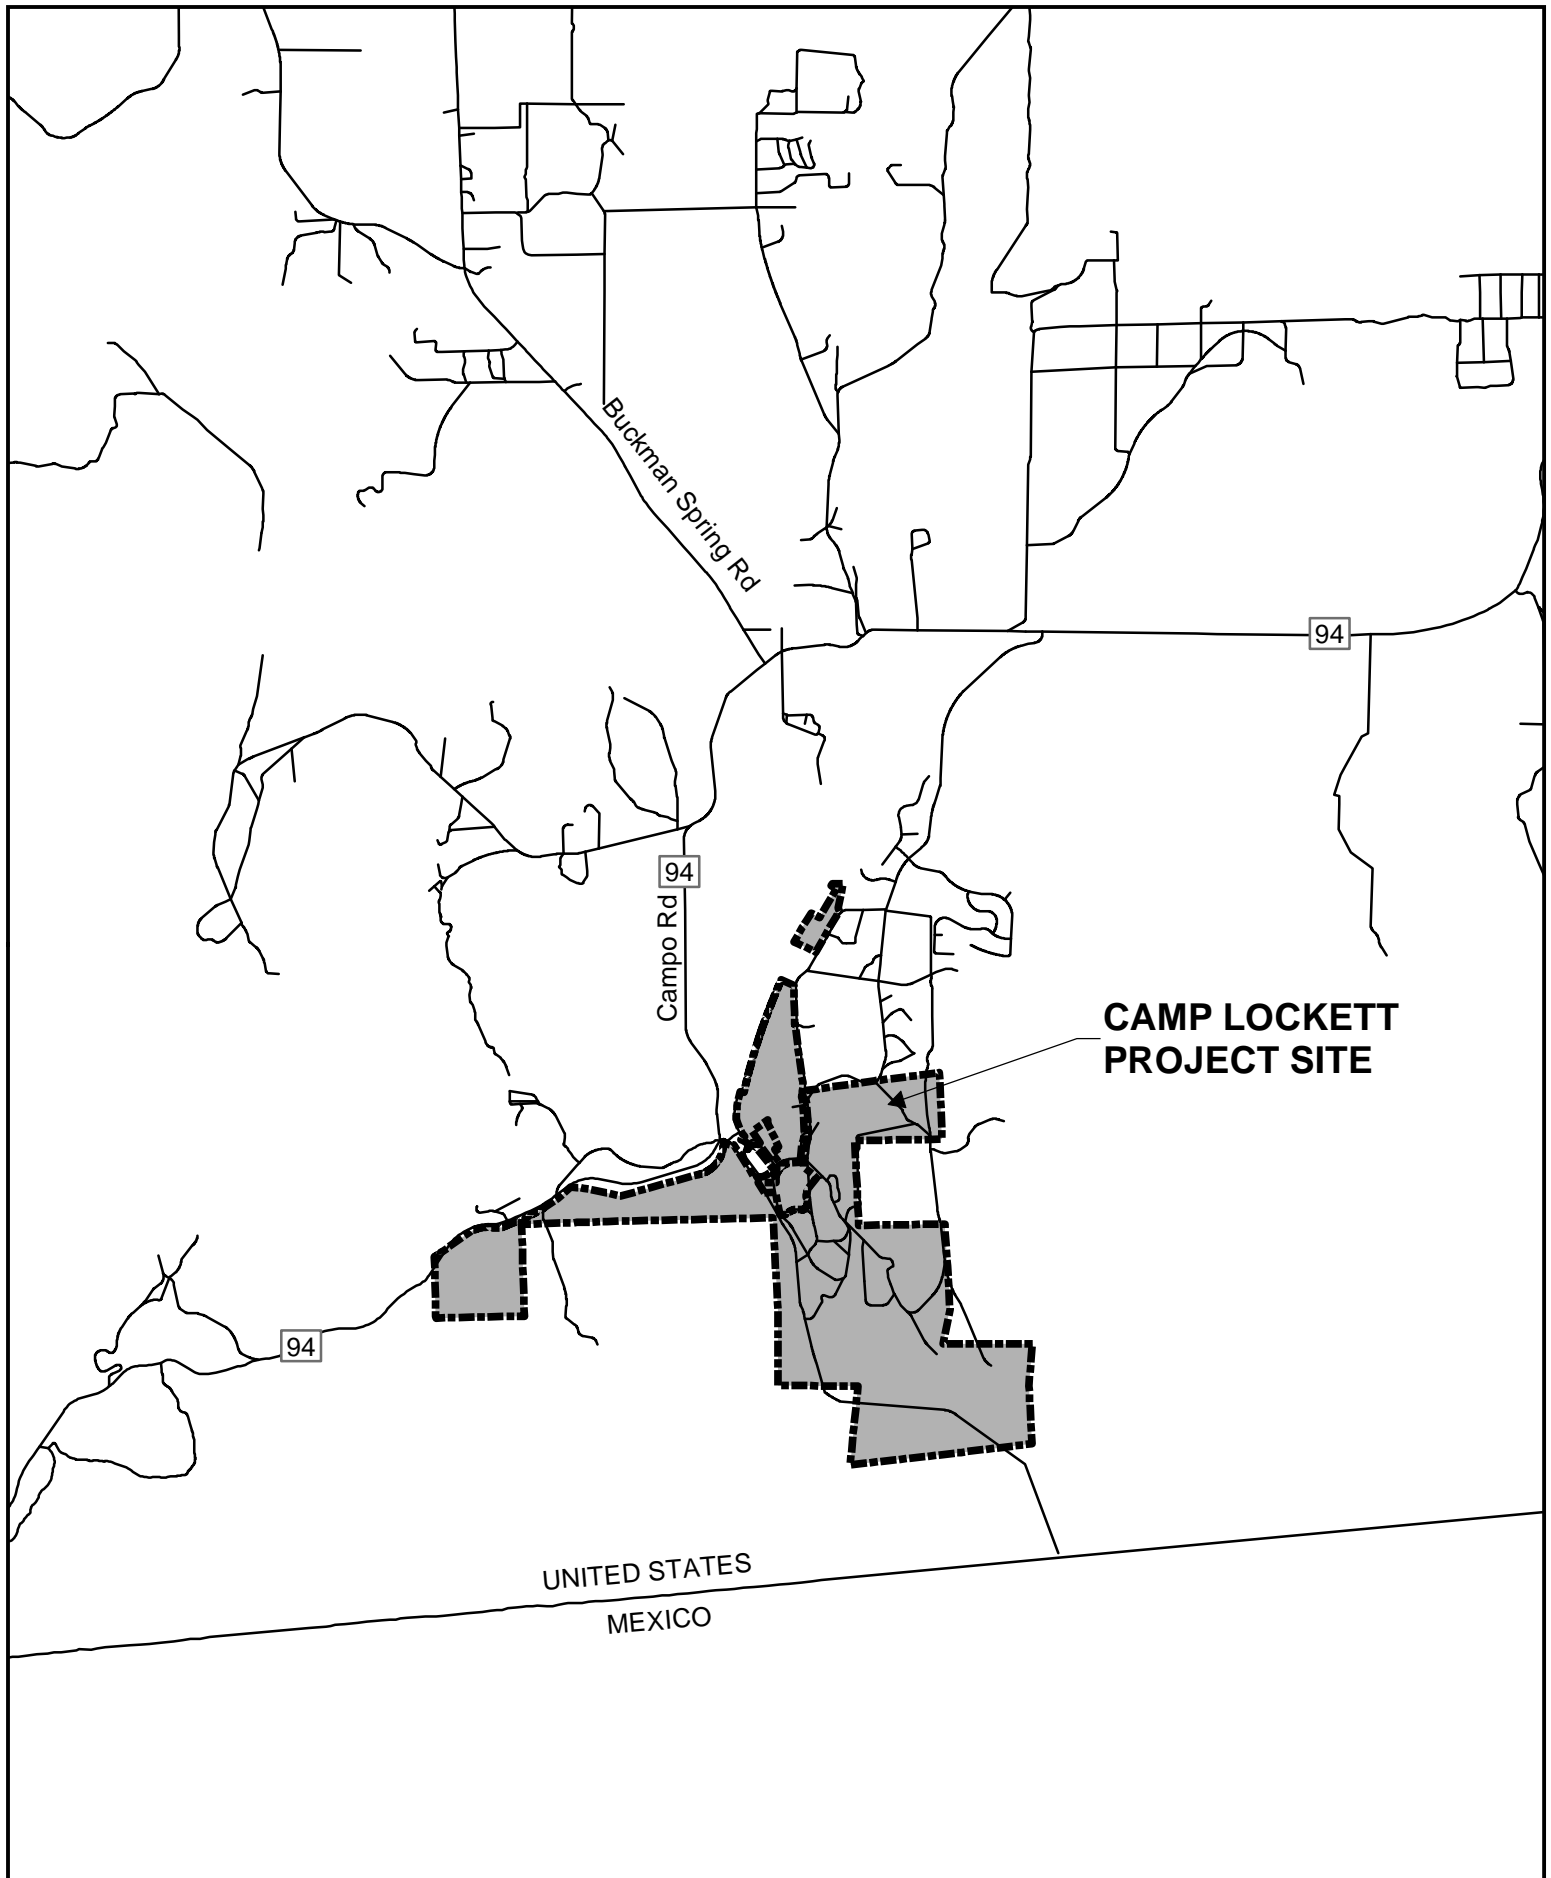 Buckman Spring Rd
94
94
Campo Rd
CAMP LOCKETT
PROJECT SITE
94
UNITED STATES
MEXICO